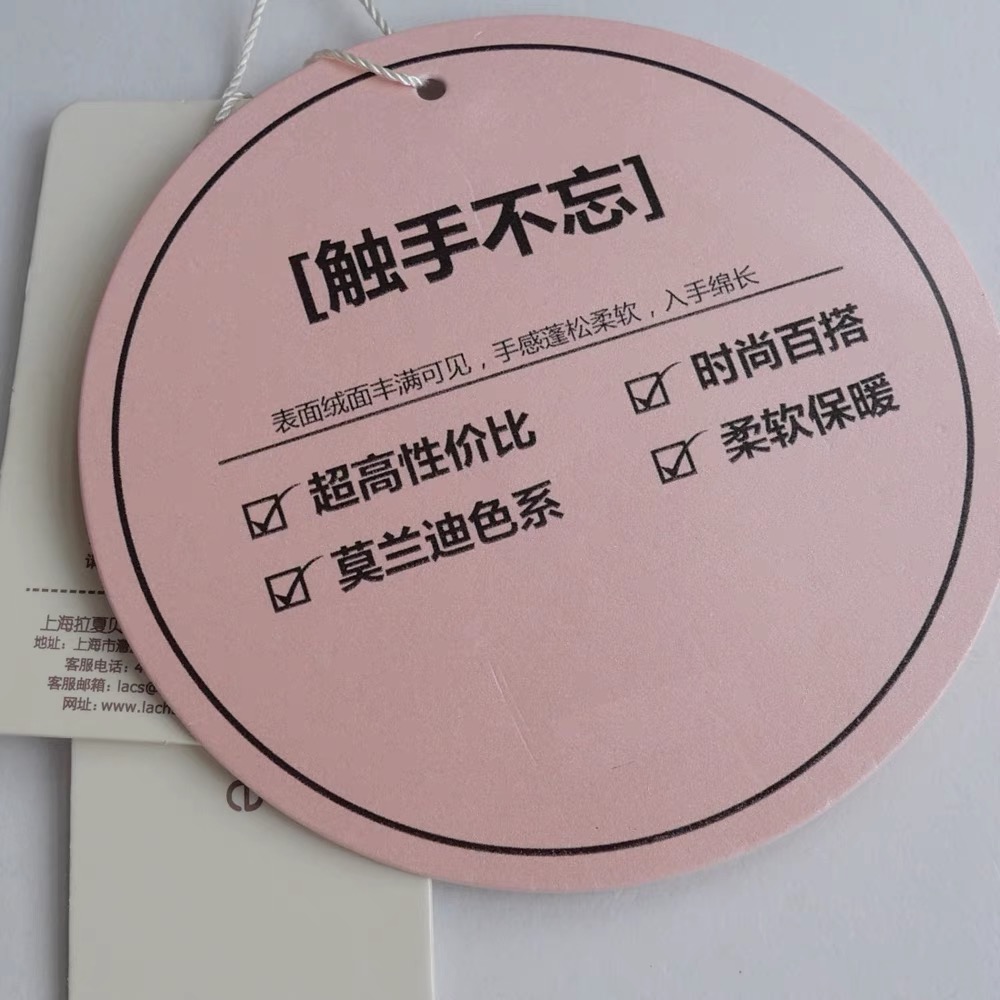 [触手不忘]
表面绒面丰满可见，手感蓬松柔软，入手绵长
超高性价比
时尚百搭
莫兰迪色系
柔软保暖
上海拉夏贝
地址：上海市漕
客服电话：4
客服邮箱：lacs@
网址：www.lach